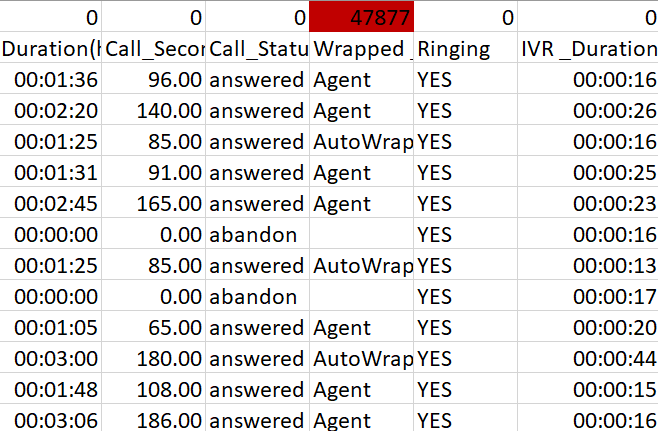 0 0 0 47877 0 0
Duration(h Call_Secor Call_Statu Wrapped_ Ringing IVR _Duration
00:01:36 96.00 answered Agent YES 00:00:16
00:02:20 140.00 answered Agent YES 00:00:26
00:01:25 85.00 answered AutoWrap YES 00:00:16
00:01:31 91.00 answered Agent YES 00:00:25
00:02:45 165.00 answered Agent YES 00:00:23
00:00:00 0.00 abandon YES 00:00:16
00:01:25 85.00 answered AutoWrap YES 00:00:13
00:00:00 0.00 abandon YES 00:00:17
00:01:05 65.00 answered Agent YES 00:00:20
00:03:00 180.00 answered AutoWrap YES 00:00:44
00:01:48 108.00 answered Agent YES 00:00:15
00:03:06 186.00 answered Agent YES 00:00:16